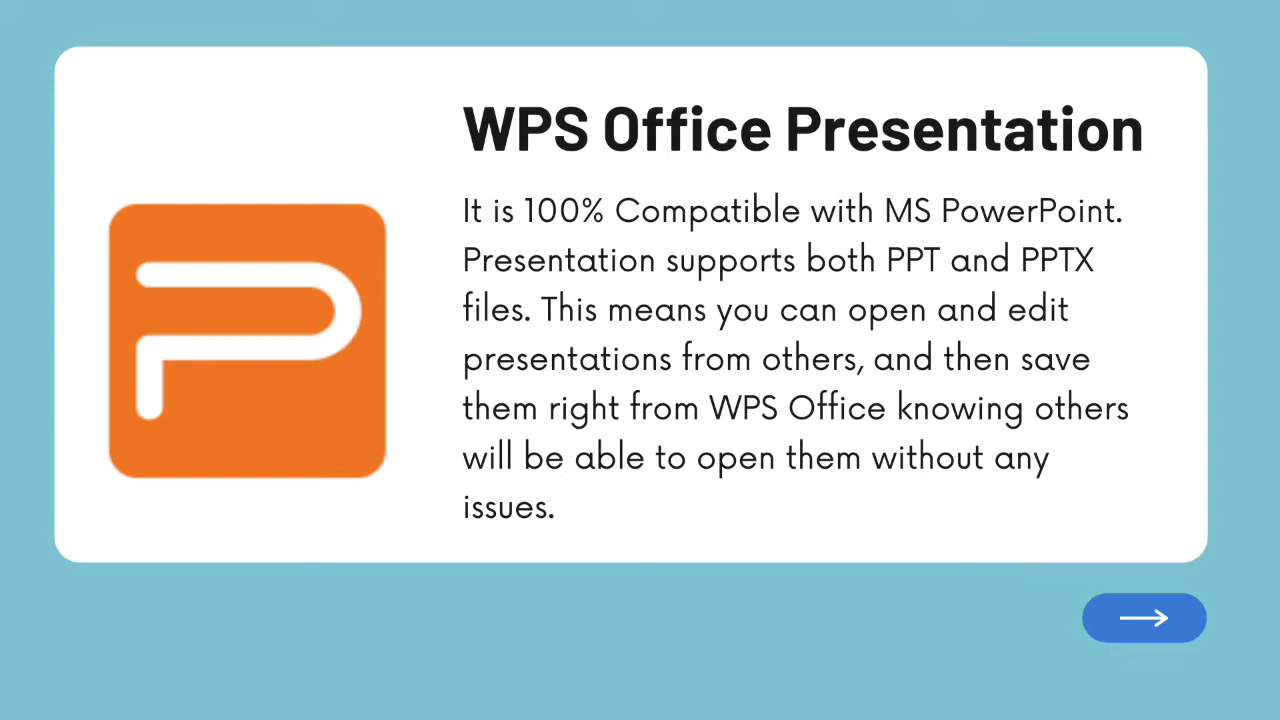 WPS Office Presentation
It is 100% Compatible with MS PowerPoint.
Presentation supports both PPT and PPTX
files. This means you can open and edit
presentations from others, and then save
them right from WPS Office knowing others
will be able to open them without any
issues.